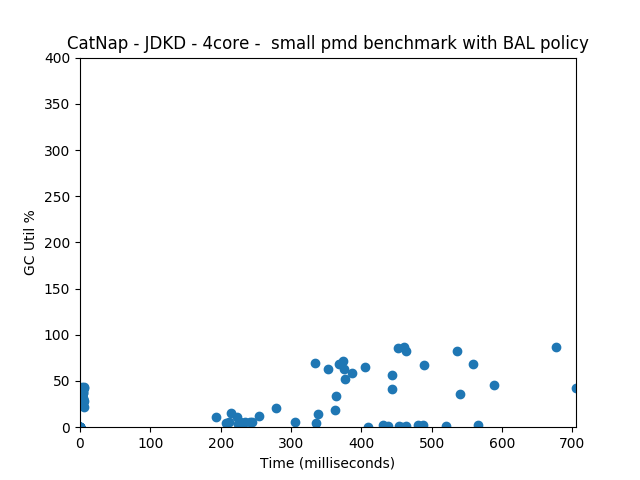 CatNap - JDKD - 4core -  small pmd benchmark with BAL policy
400
350
300
250
200
150
100
50
0
GC Util %
0 100 200 300 400 500 600 700
Time (milliseconds)